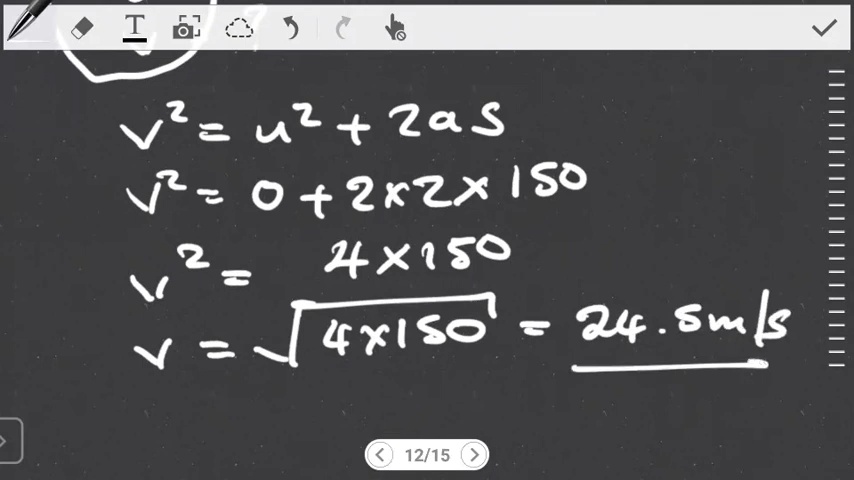 T
v² = u² + 2as
v² = 0 + 2×2×150
v² = 4×150
v = √4×150 = 24.5m/s
< 12/15 >